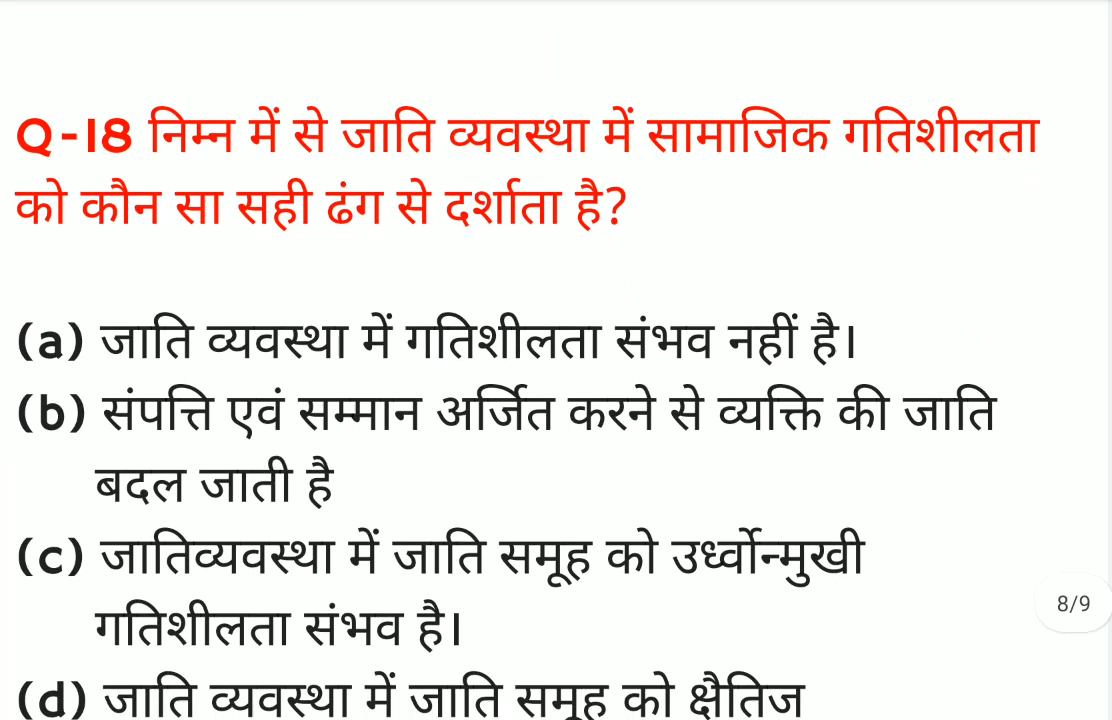 Q-18 निम्न में से जाति व्यवस्था में सामाजिक गतिशीलता
को कौन सा सही ढंग से दर्शाता है?
(a) जाति व्यवस्था में गतिशीलता संभव नहीं है।
(b) संपत्ति एवं सम्मान अर्जित करने से व्यक्ति की जाति
बदल जाती है
(c) जातिव्यवस्था में जाति समूह को उर्ध्वोन्मुखी
गतिशीलता संभव है।
8/9
(d) जाति व्यवस्था में जाति समूह को क्षैतिज